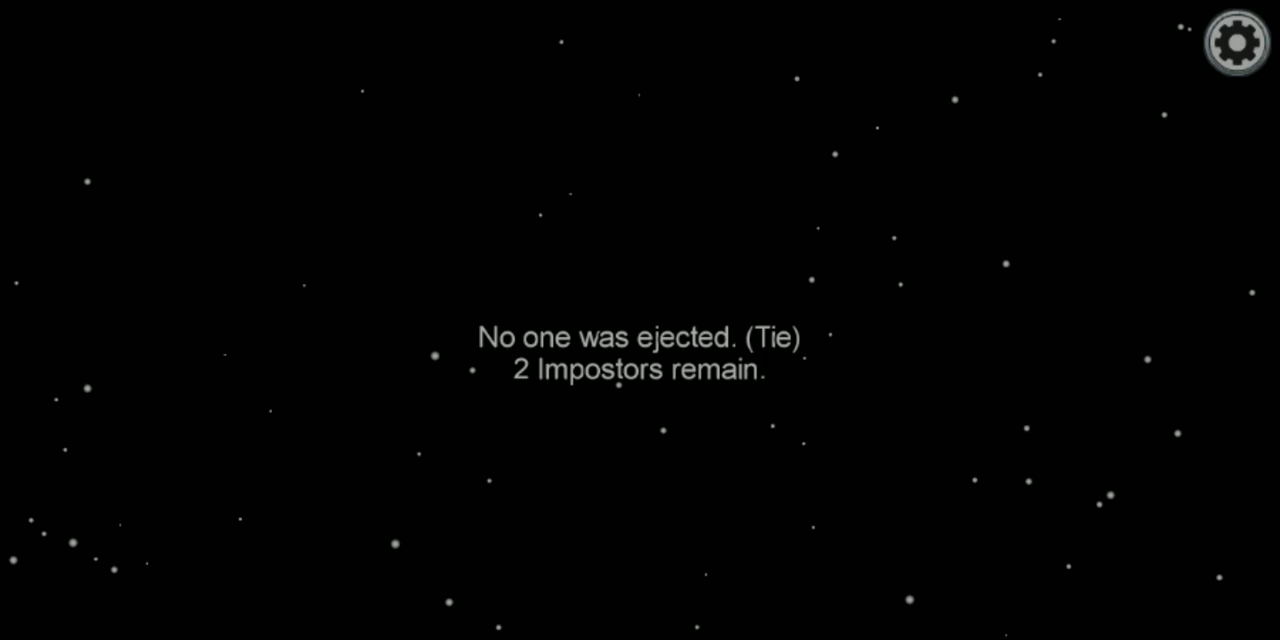 No one was ejected. (Tie)
2 Impostors remain.